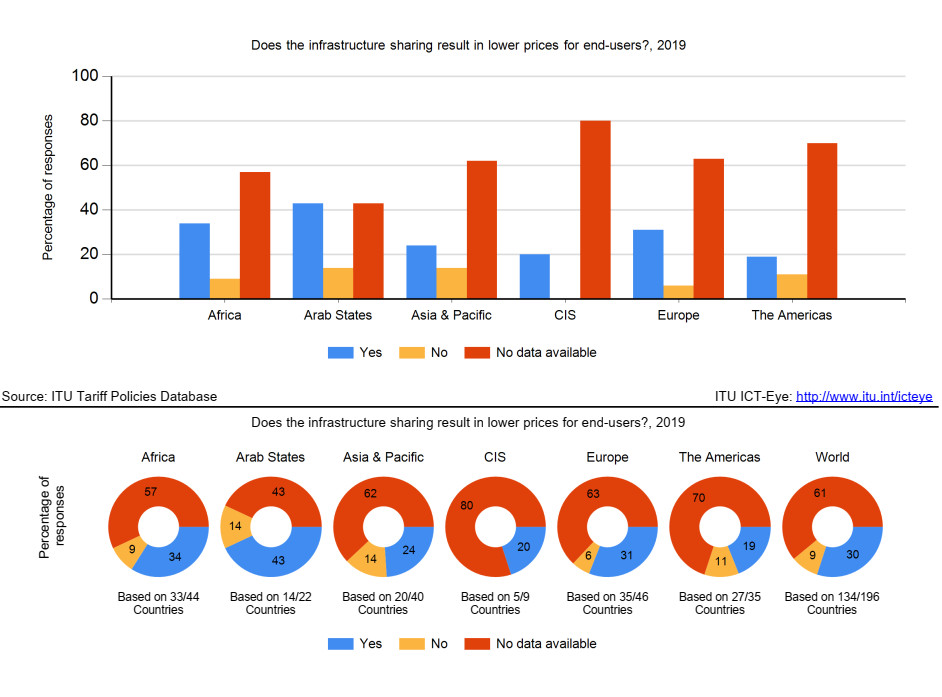 Does the infrastructure sharing result in lower prices for end-users?, 2019
Percentage of responses
100
80
60
40
20
0
Africa Arab States Asia & Pacific CIS Europe The Americas
Yes No No data available
Source: ITU Tariff Policies Database ITU ICT-Eye: http://www.itu.int/icteye
Does the infrastructure sharing result in lower prices for end-users?, 2019
Africa Arab States Asia & Pacific CIS Europe The Americas World
Percentage of
responses
57 9 34
43 14 43
62 14 24
80 20
63 6 31
70 11 19
61 9 30
Based on 33/44
Countries
Based on 14/22
Countries
Based on 20/40
Countries
Based on 5/9
Countries
Based on 35/46
Countries
Based on 27/35
Countries
Based on 134/196
Countries
Yes No No data available